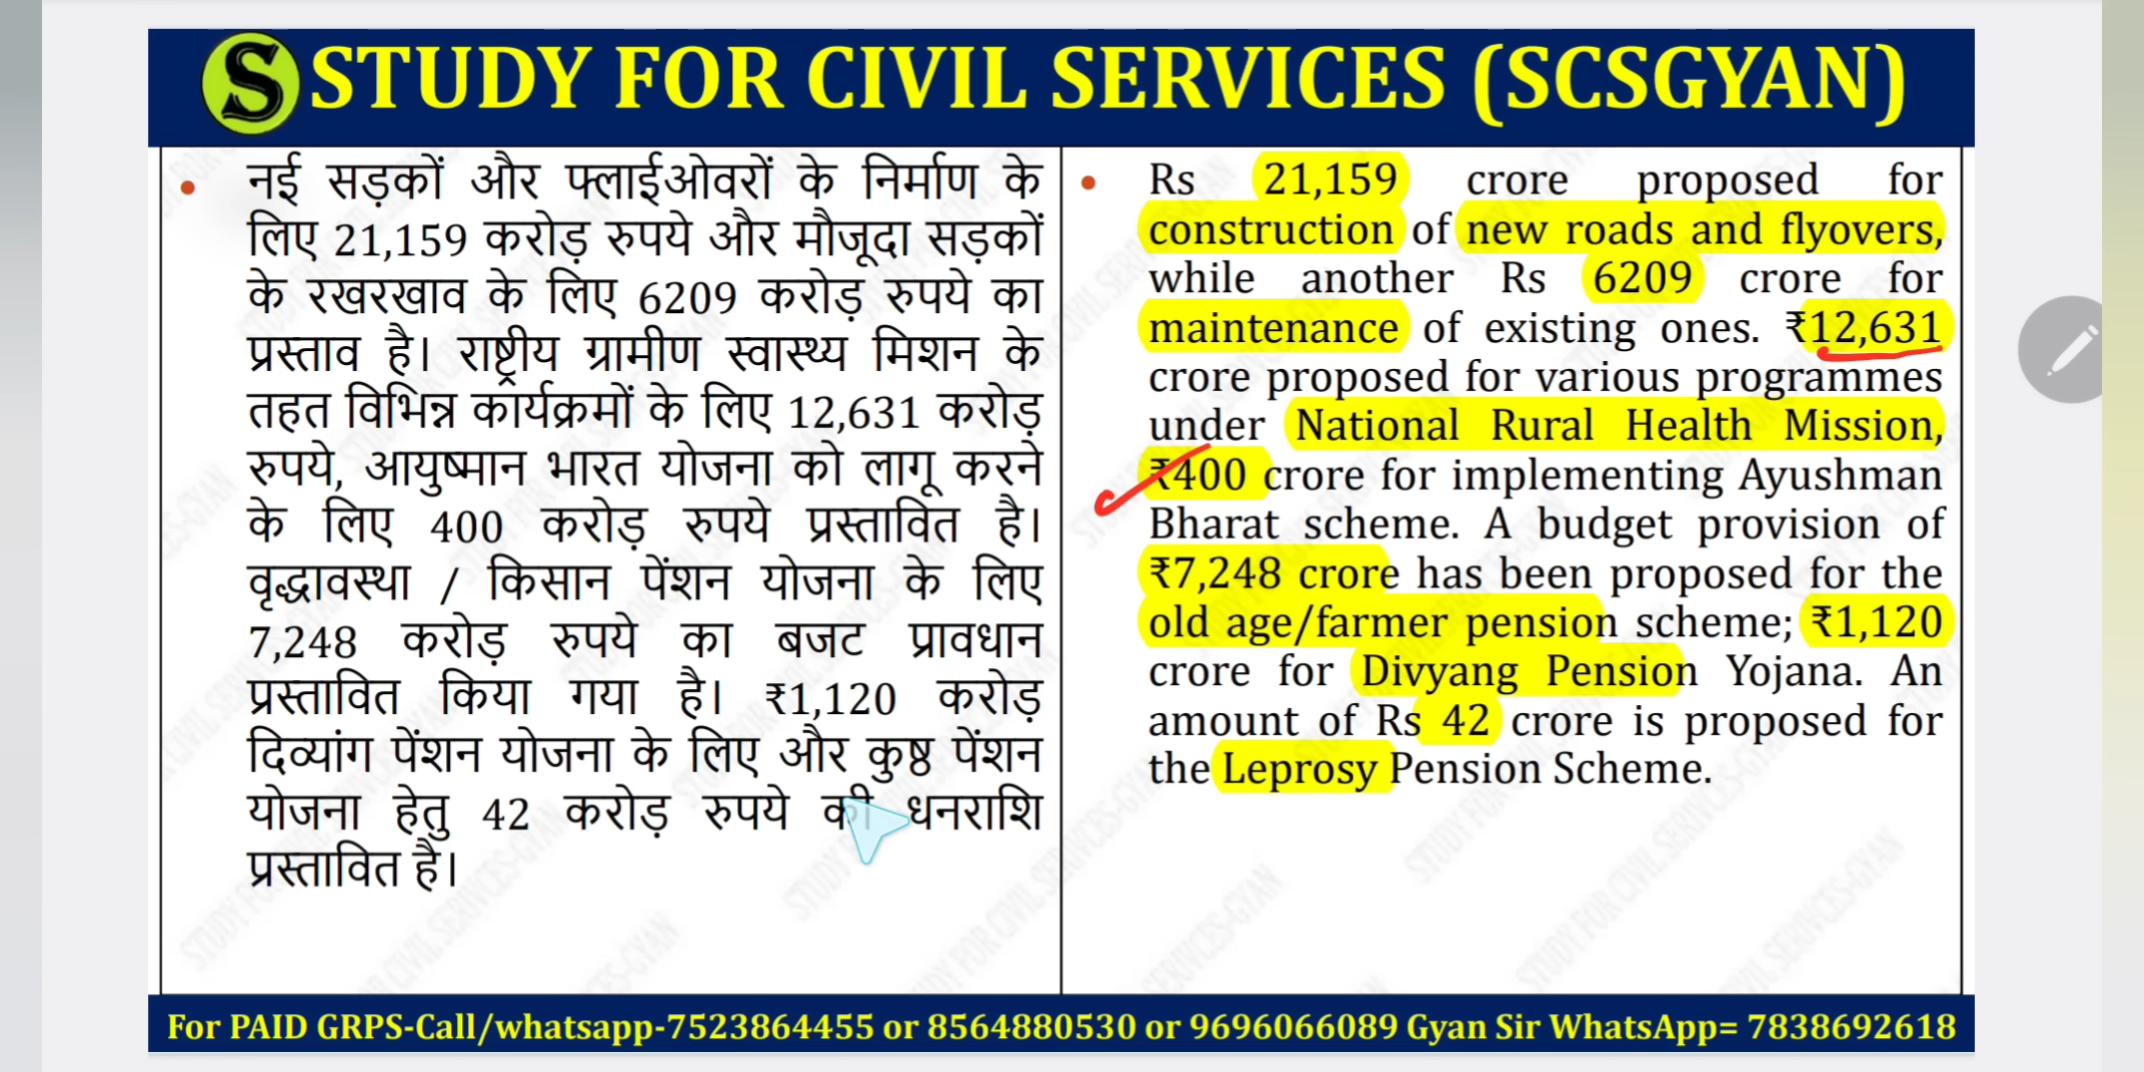 S STUDY FOR CIVIL SERVICES (SCSGYAN)
• नई सड़कों और फ्लाईओवरों के निर्माण के
लिए 21,159 करोड़ रुपये और मौजूदा सड़कों
के रखरखाव के लिए 6209 करोड़ रुपये का
प्रस्ताव है। राष्ट्रीय ग्रामीण स्वास्थ्य मिशन के
तहत विभिन्न कार्यक्रमों के लिए 12,631 करोड़
रुपये, आयुष्मान भारत योजना को लागू करने
के लिए 400 करोड़ रुपये प्रस्तावित है।
वृद्धावस्था / किसान पेंशन योजना के लिए
7,248 करोड़ रुपये का बजट प्रावधान
प्रस्तावित किया गया है। ₹1,120 करोड़
दिव्यांग पेंशन योजना के लिए और कुष्ठ पेंशन
योजना हेतु 42 करोड़ रुपये की धनराशि
प्रस्तावित है।
• Rs 21,159 crore proposed for
construction of new roads and flyovers,
while another Rs 6209 crore for
maintenance of existing ones. ₹12,631
crore proposed for various programmes
under National Rural Health Mission,
₹400 crore for implementing Ayushman
Bharat scheme. A budget provision of
₹7,248 crore has been proposed for the
old age/farmer pension scheme; ₹1,120
crore for Divyang Pension Yojana. An
amount of Rs 42 crore is proposed for
the Leprosy Pension Scheme.
For PAID GRPS-Call/whatsapp-7523864455 or 8564880530 or 9696066089 Gyan Sir WhatsApp= 7838692618